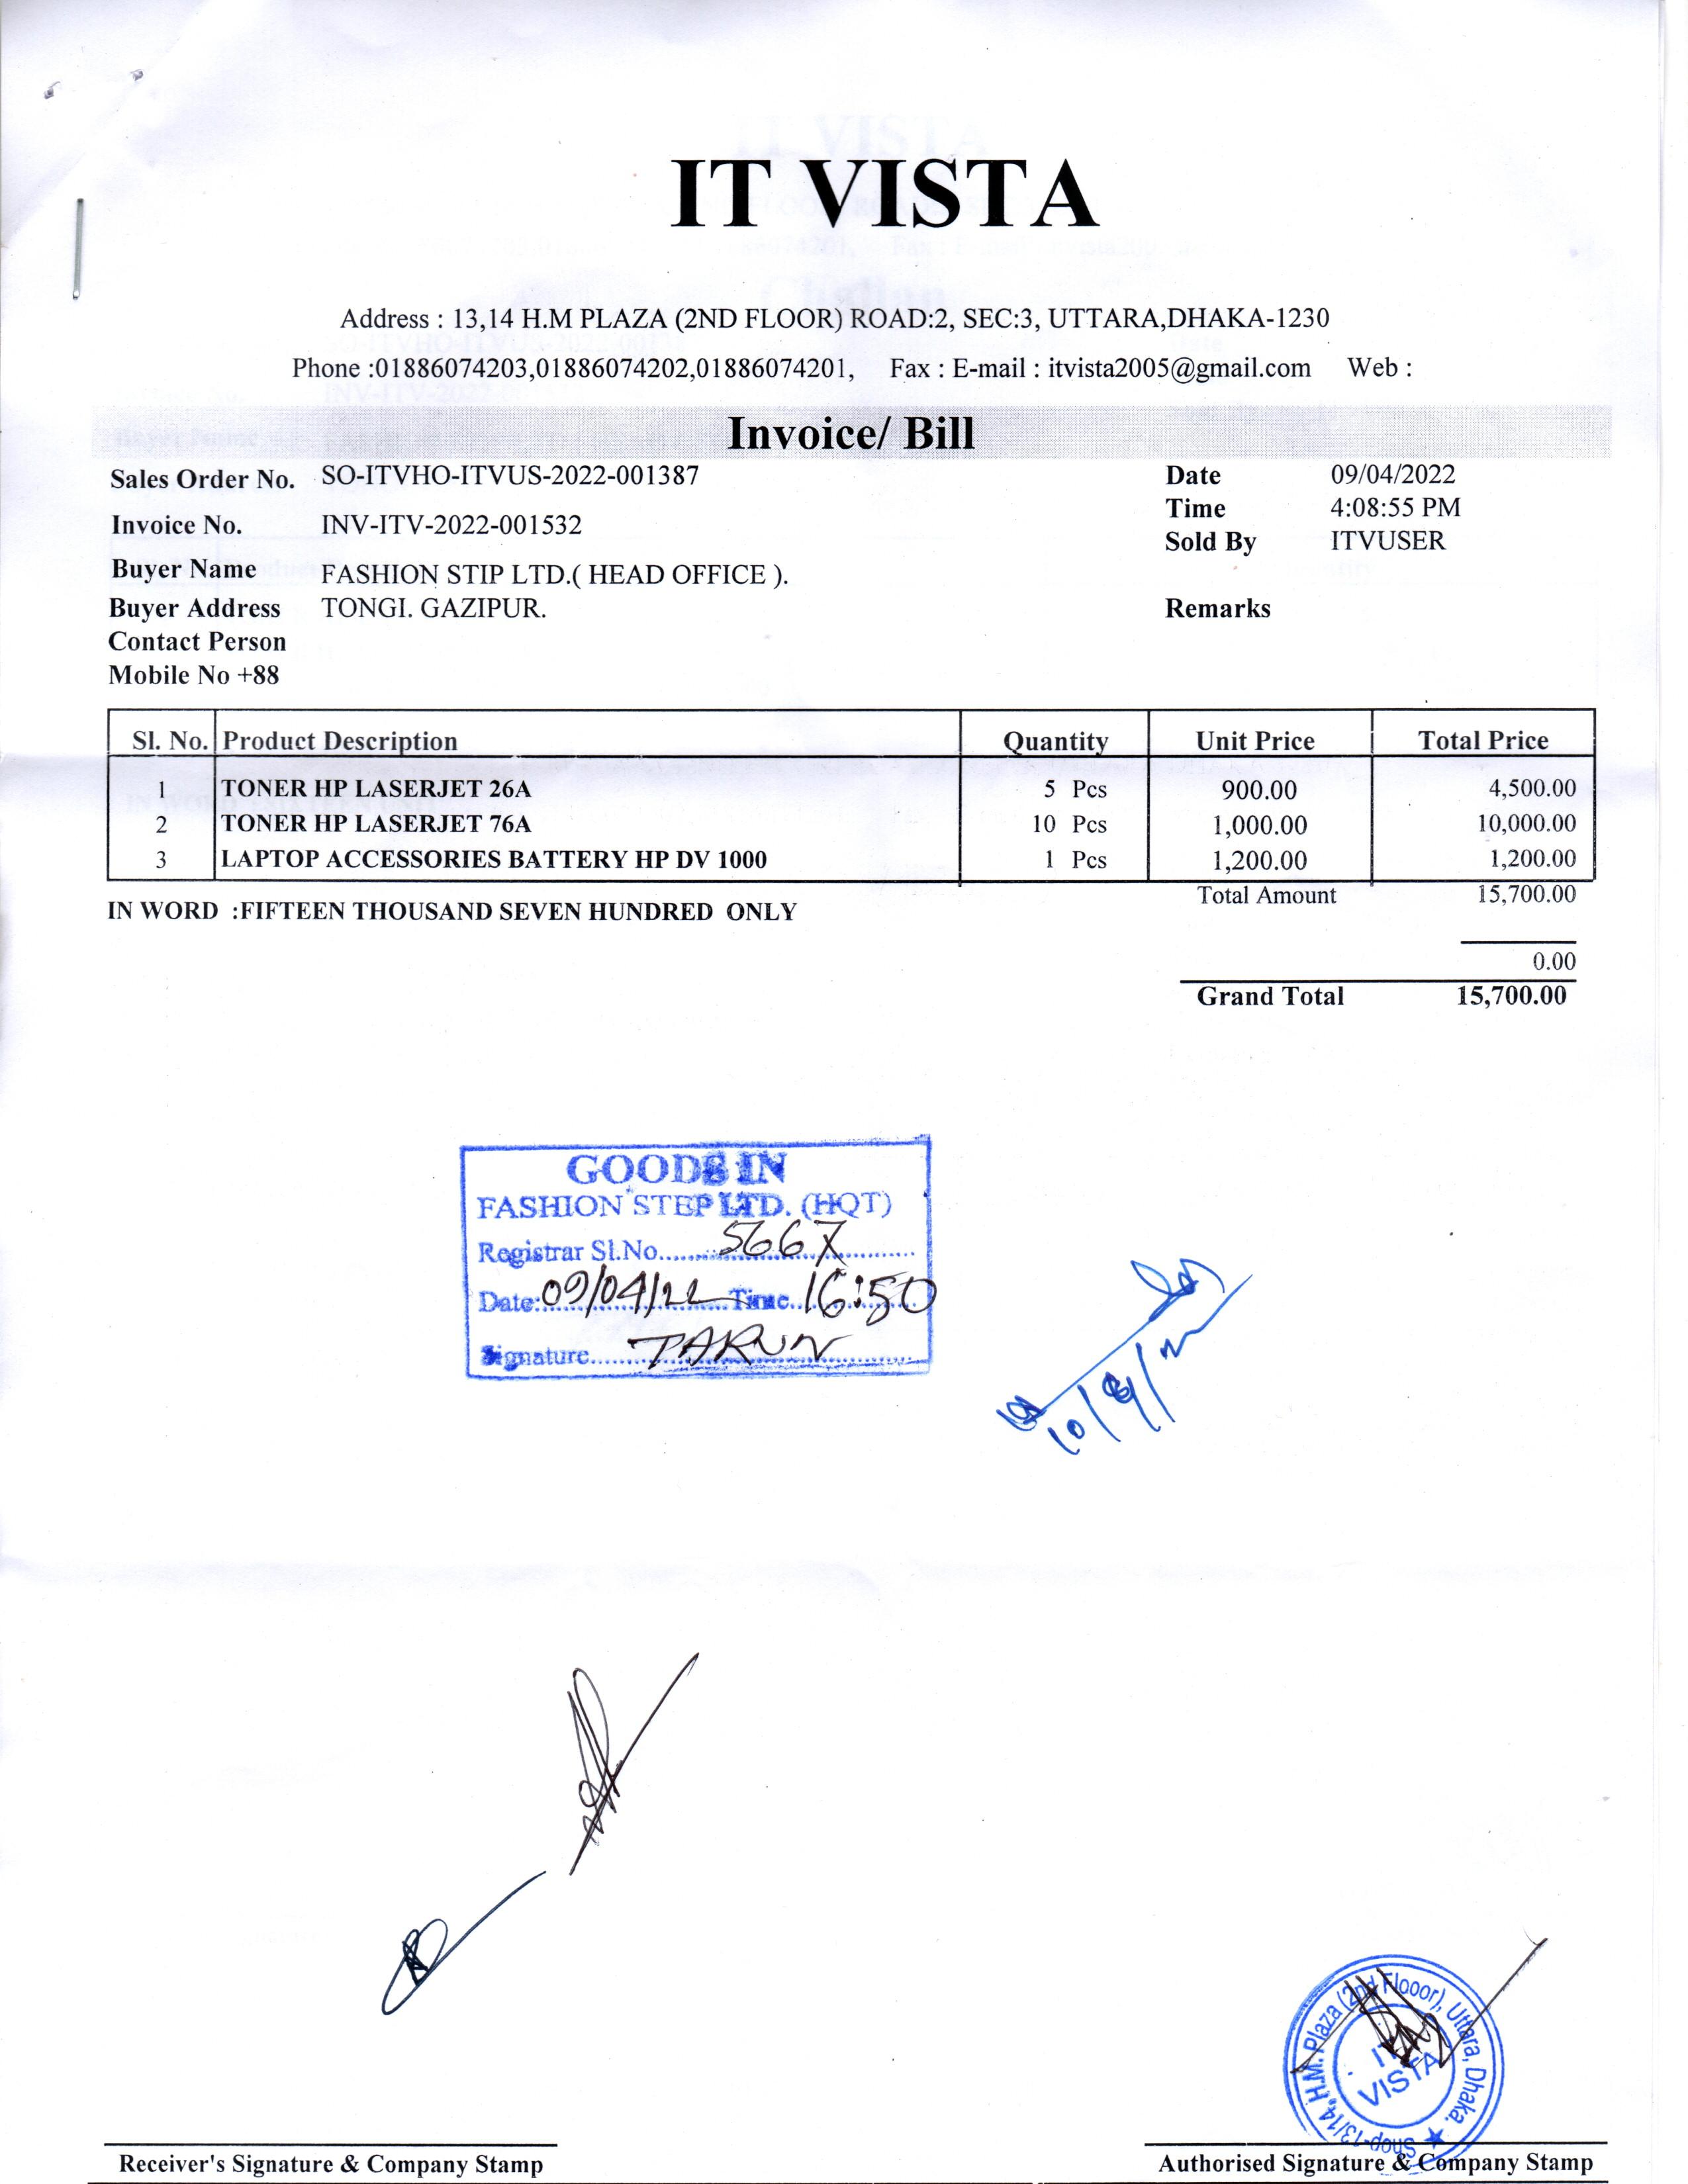 IT VISTA
Address : 13,14 H.M PLAZA (2ND FLOOR) ROAD:2, SEC:3, UTTARA,DHAKA-1230
Phone :01886074203,01886074202,01886074201, Fax : E-mail : itvista2005@gmail.com Web :
Invoice/ Bill
Sales Order No. SO-ITVHO-ITVUS-2022-001387 Date 09/04/2022
Time 4:08:55 PM
Invoice No. INV-ITV-2022-001532
Sold By ITVUSER
Buyer Name FASHION STIP LTD.( HEAD OFFICE ).
Buyer Address TONGI. GAZIPUR. Remarks
Contact Person
Mobile No +88
Sl. No. Product Description Quantity Unit Price Total Price
1 TONER HP LASERJET 26A 5 Pcs 900.00 4,500.00
2 TONER HP LASERJET 76A 10 Pcs 1,000.00 10,000.00
3 LAPTOP ACCESSORIES BATTERY HP DV 1000 1 Pcs 1,200.00 1,200.00
Total Amount 15,700.00
IN WORD :FIFTEEN THOUSAND SEVEN HUNDRED ONLY
0.00
Grand Total 15,700.00
GOODS IN
FASHION STEP LTD. (HQT)
Registrar Sl.No. 5667
Date: 09/04/22 Time 16:50
Signature TARUN
Shop-13/14, H.M. Plaza (2nd Flooor), Uttara, Dhaka.
IT
VISTA
Receiver's Signature & Company Stamp Authorised Signature & Company Stamp